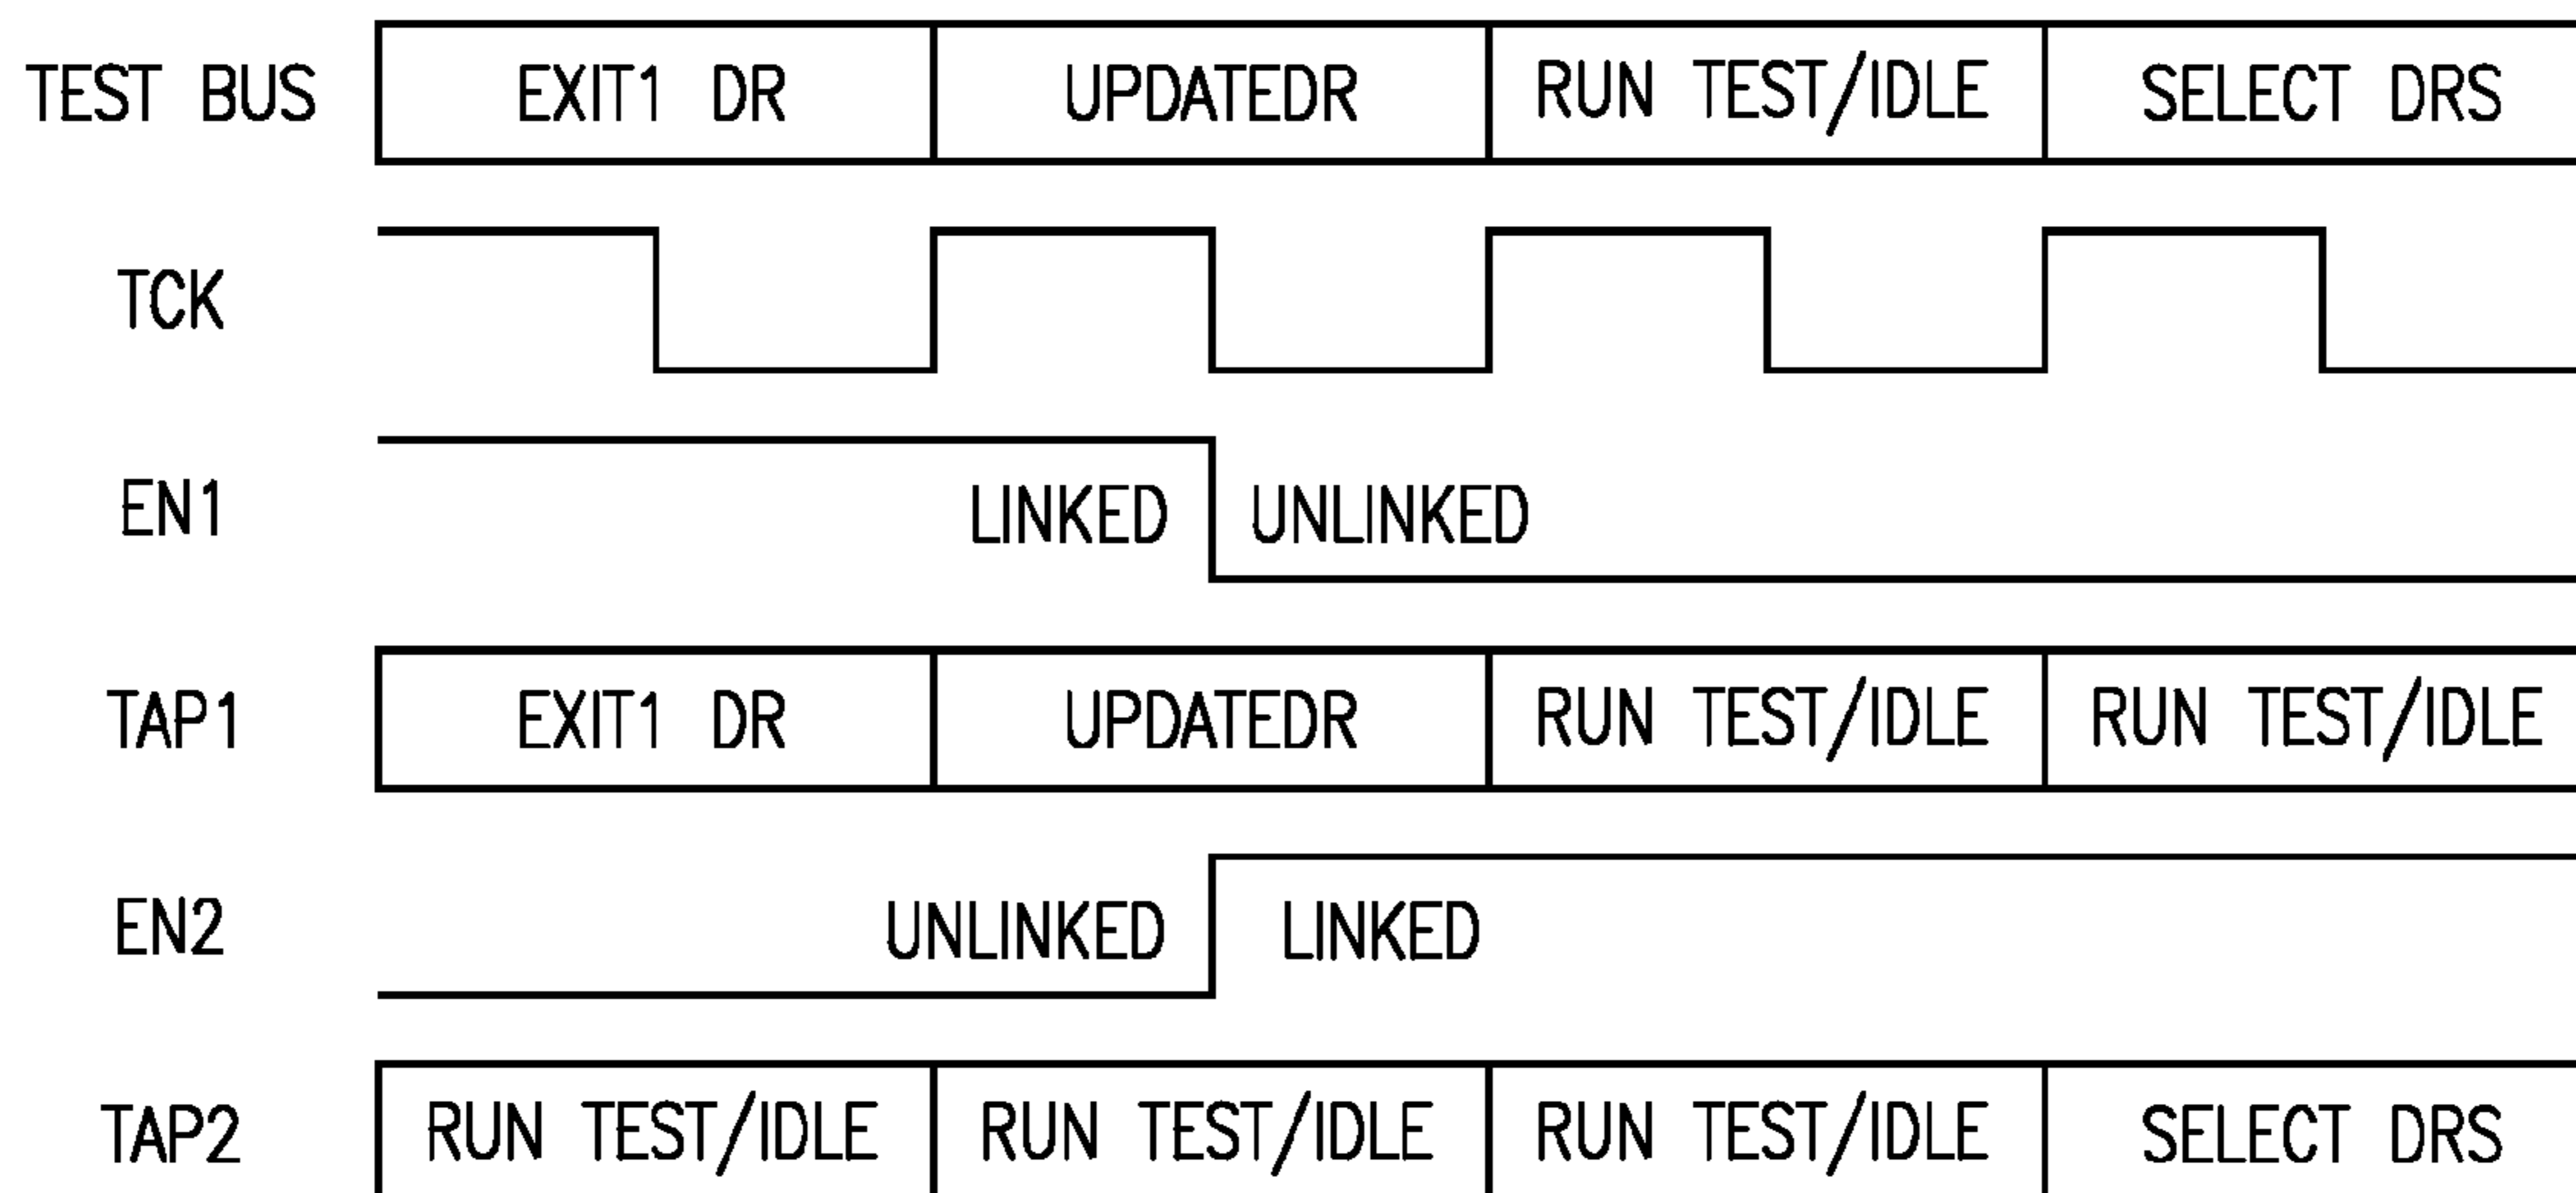 TEST BUS EXIT1 DR UPDATEDR RUN TEST/IDLE SELECT DRS
TCK
EN1 LINKED UNLINKED
TAP1 EXIT1 DR UPDATEDR RUN TEST/IDLE RUN TEST/IDLE
EN2 UNLINKED LINKED
TAP2 RUN TEST/IDLE RUN TEST/IDLE RUN TEST/IDLE SELECT DRS